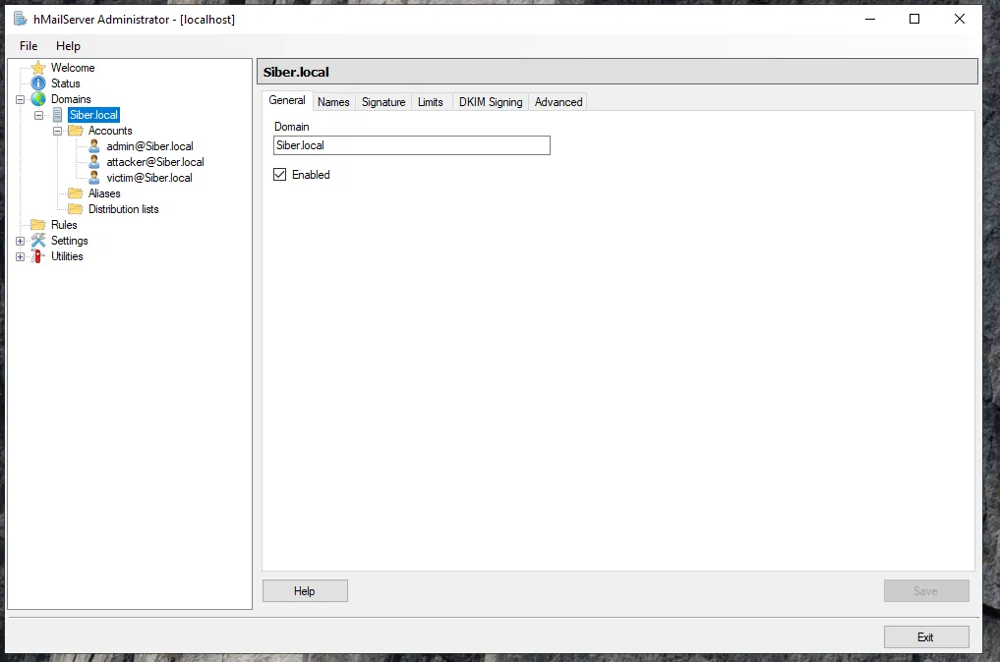 hMailServer Administrator - [localhost]
File Help
Welcome
Status
Domains
Siber.local
Accounts
admin@Siber.local
attacker@Siber.local
victim@Siber.local
Aliases
Distribution lists
Rules
Settings
Utilities
Siber.local
General Names Signature Limits DKIM Signing Advanced
Domain
Siber.local
Enabled
Help Save
Exit